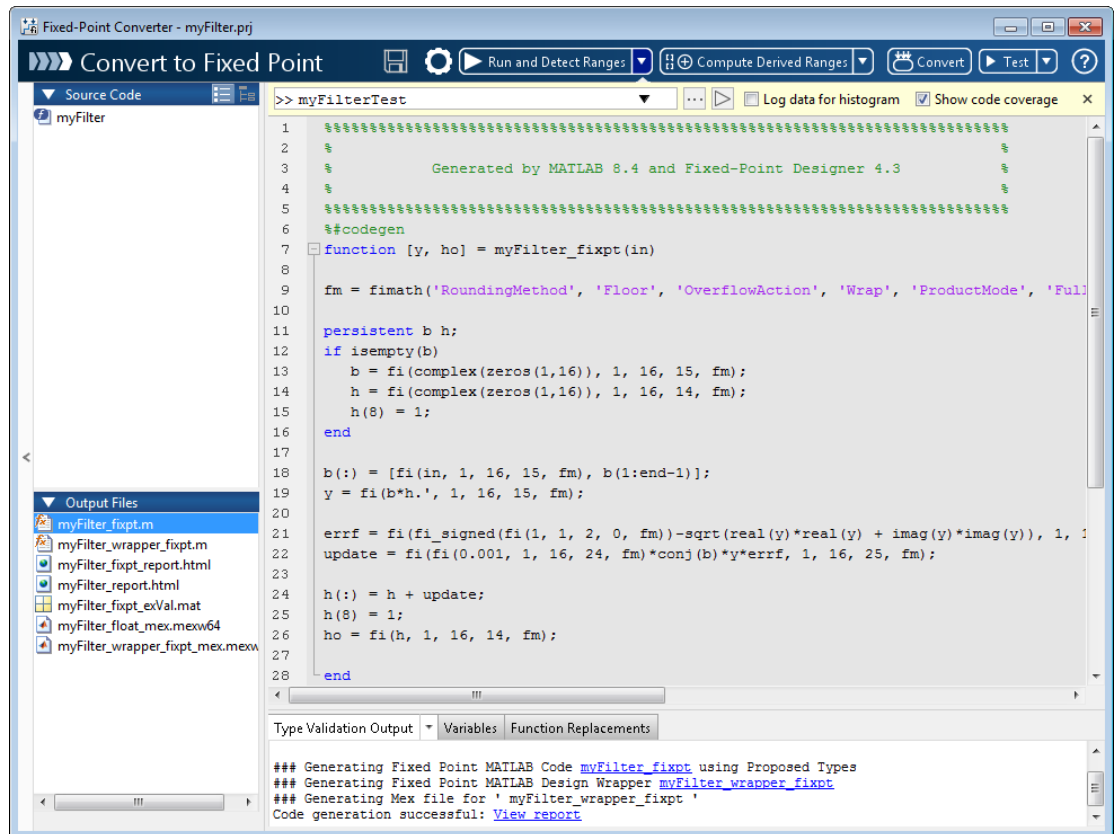 Fixed-Point Converter - myFilter.prj
Convert to Fixed Point
Run and Detect Ranges
Compute Derived Ranges
Convert
Test
?
Source Code
myFilter
>> myFilterTest
...
Log data for histogram
Show code coverage
1 %%%%%%%%%%%%%%%%%%%%%%%%%%%%%%%%%%%%%%%%%%%%%%%%%%%%%%%%%%%%%%%%%%%%%%%%%%
2 % %
3 % Generated by MATLAB 8.4 and Fixed-Point Designer 4.3 %
4 % %
5 %%%%%%%%%%%%%%%%%%%%%%%%%%%%%%%%%%%%%%%%%%%%%%%%%%%%%%%%%%%%%%%%%%%%%%%%%%
6 %#codegen
7 function [y, ho] = myFilter_fixpt(in)
8
9 fm = fimath('RoundingMethod', 'Floor', 'OverflowAction', 'Wrap', 'ProductMode', 'Full
10
11 persistent b h;
12 if isempty(b)
13 b = fi(complex(zeros(1,16)), 1, 16, 15, fm);
14 h = fi(complex(zeros(1,16)), 1, 16, 14, fm);
15 h(8) = 1;
16 end
17
18 b(:) = [fi(in, 1, 16, 15, fm), b(1:end-1)];
19 y = fi(b*h.', 1, 16, 15, fm);
20
21 errf = fi(fi_signed(fi(1, 1, 2, 0, fm))-sqrt(real(y)*real(y) + imag(y)*imag(y)), 1, 1
22 update = fi(fi(0.001, 1, 16, 24, fm)*conj(b)*y*errf, 1, 16, 25, fm);
23
24 h(:) = h + update;
25 h(8) = 1;
26 ho = fi(h, 1, 16, 14, fm);
27
28 end
Output Files
myFilter_fixpt.m
myFilter_wrapper_fixpt.m
myFilter_fixpt_report.html
myFilter_report.html
myFilter_fixpt_exVal.mat
myFilter_float_mex.mexw64
myFilter_wrapper_fixpt_mex.mexw
Type Validation Output
Variables
Function Replacements
### Generating Fixed Point MATLAB Code myFilter_fixpt using Proposed Types
### Generating Fixed Point MATLAB Design Wrapper myFilter_wrapper_fixpt
### Generating Mex file for ' myFilter_wrapper_fixpt '
Code generation successful: View report